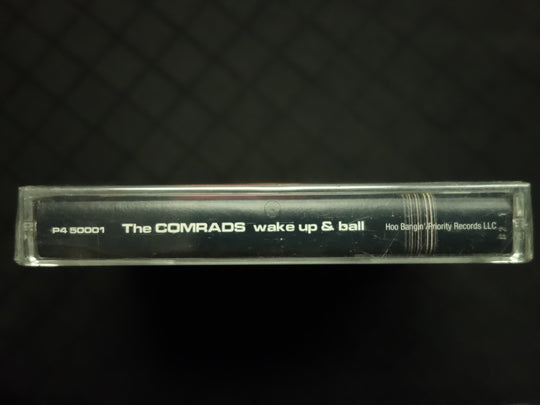 P4 50001 The COMRADS wake up & ball Hoo Bangin'/Priority Records LLC